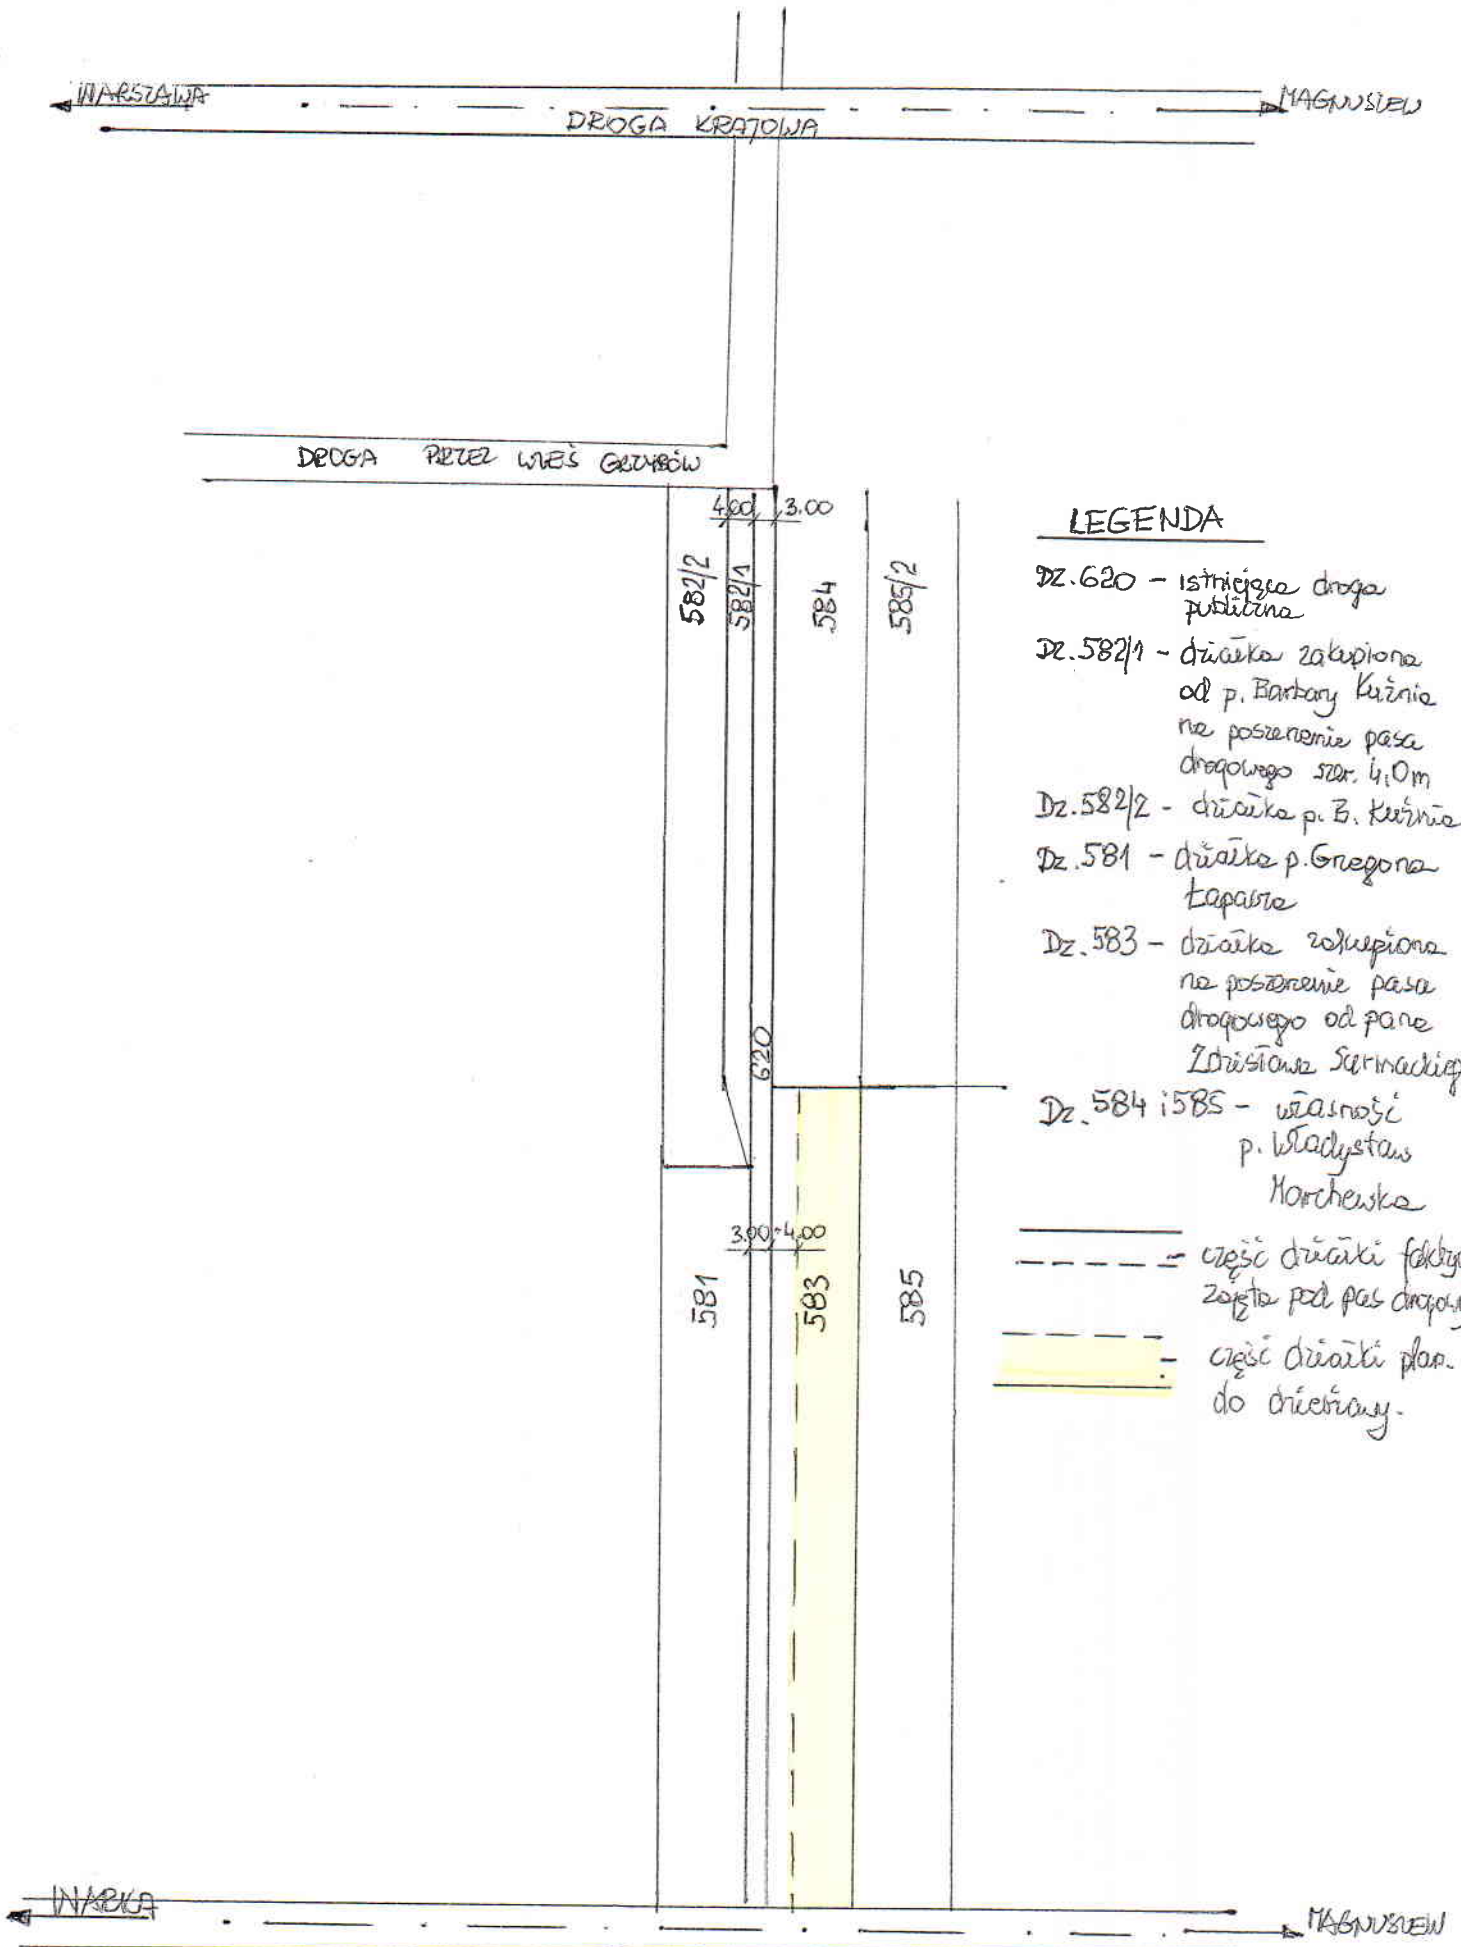 WARSZAWA
MAGNUSZEW
DROGA KRAJOWA
DROGA PRZEZ WIEŚ GRZYBÓW
4.00 3.00
582/2
582/1
584
585/2
620
3.00 4.00
581
583
585
LEGENDA
DZ. 620 - istniejąca droga
publiczna
DZ. 582/1 - działka zakupiona
od p. Barbary Kuźnia
na poszerzenie pasa
drogowego szer. 4,0m
Dz. 582/2 - działka p. B. Kuźnia
Dz. 581 - działka p. Grzegorza
Łapacza
Dz. 583 - działka zakupiona
na poszerzenie pasa
drogowego od pana
Zdzisława
Dz. 584 i 585 - własność
p. Władysław
Marchewka
- część działki
zajęta pod pas
- część działki plan.
do dzierżawy.
WARKA
MAGNUSZEW